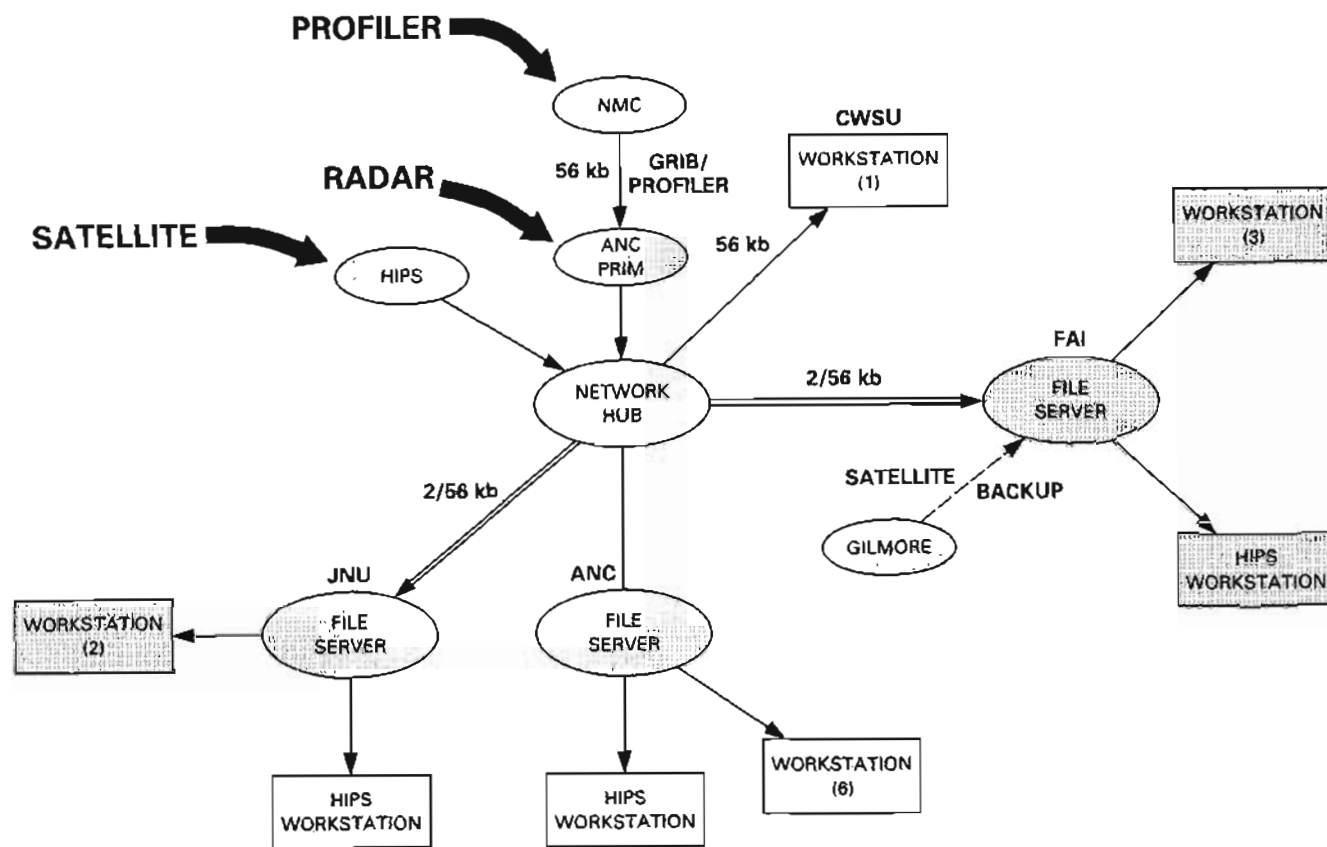 PROFILER
NMC
CWSU
WORKSTATION
(1)
56 kb
GRIB/
PROFILER
RADAR
WORKSTATION
(3)
SATELLITE
ANC
PRIM
56 kb
HIPS
FAI
2/56 kb
NETWORK
HUB
FILE
SERVER
SATELLITE
BACKUP
2/56 kb
GILMORE
HIPS
WORKSTATION
JNU
ANC
WORKSTATION
(2)
FILE
SERVER
FILE
SERVER
WORKSTATION
(6)
HIPS
WORKSTATION
HIPS
WORKSTATION